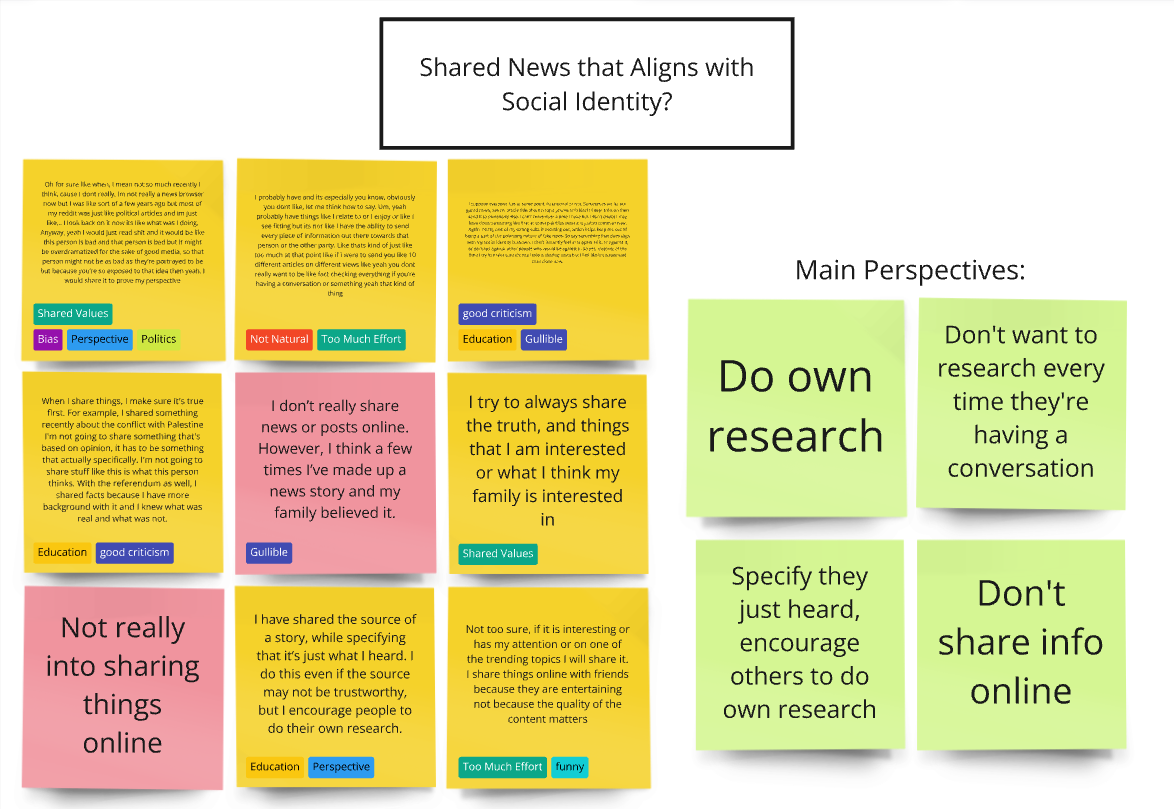 Shared News that Aligns with
Social Identity?
Oh for sure like when, I mean not so much recently I
think, cause I dont really, Im not really a news browser
now but I was like sort of a few years ago but most of
my reddit was just like political articles and im just
like... I look back on it now its like what was I doing,
Anyway, yeah I would just read shit and it would be like
this person is bad and that person is bad but it might
be overdramatized for the sake of good media, so that
person might not be as bad as they're portrayed to be
but because you're so exposed to that idea then yeah, I
would share it to prove my perspective
Shared Values
Bias
Perspective
Politics
I probably have and its especially you know, obviously
you dont like, let me think how to say. Um, yeah
probably have things like I relate to or I enjoy or like I
see fitting but its nor like I have the ability to send
every piece of information out there towards that
person or the other party. Like thats kind of just like
too much at that point like if I were to send you like 10
different articles on different views like yeah you dont
really want to be like fact checking everything if you're
having a conversation or something yeah that kind of
thing
Not Natural
Too Much Effort
good criticism
Education
Gullible
When I share things, I make sure it's true
first. For example, I shared something
recently about the conflict with Palestine
I'm not going to share something that's
based on opinion, it has to be something
that actually specifically. I'm not going to
share stuff like this is what this person
thinks. With the referendum as well, I
shared facts because I have more
background with it and I knew what was
real and what was not.
Education
good criticism
I don't really share
news or posts online.
However, I think a few
times I've made up a
news story and my
family believed it.
Gullible
I try to always share
the truth, and things
that I am interested
or what I think my
family is interested
in
Shared Values
Not really
into sharing
things
online
I have shared the source of
a story, while specifying
that it's just what I heard. I
do this even if the source
may not be trustworthy,
but I encourage people to
do their own research.
Education
Perspective
Not too sure, if it is interesting or
has my attention or on one of
the trending topics I will share it.
I share things online with friends
because they are entertaining
not because the quality of the
content matters
Too Much Effort
funny
Main Perspectives:
Do own
research
Don't want to
research every
time they're
having a
conversation
Specify they
just heard,
encourage
others to do
own research
Don't
share info
online